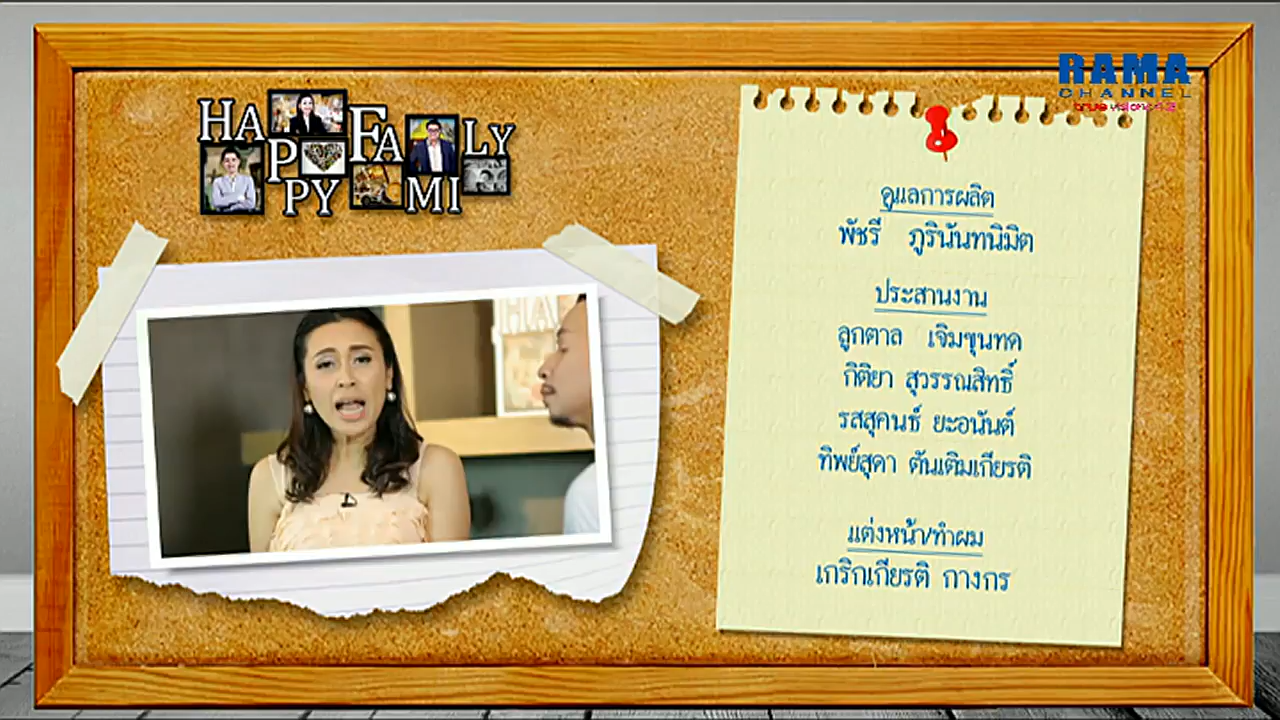 HAPPY FAMILY
RAMA
CHANNEL
true visions 42
ดูแลการผลิต
พัชรี ภูรินันทนิมิต
ประสานงาน
ลูกตาล เจิมขุนทด
กิติยา สุวรรณสิทธิ์
รสสุคนธ์ ยะอนันต์
ทิพย์สุดา ตันเติมเกียรติ
แต่งหน้า/ทำผม
เกริกเกียรติ กางกร